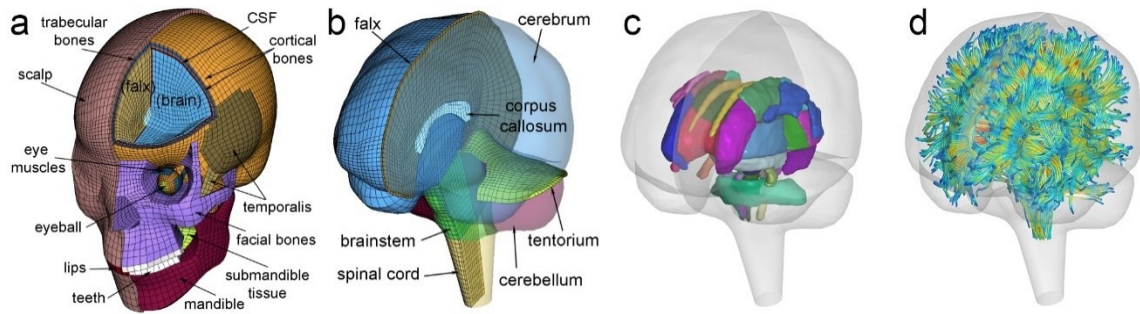 a
trabecular
bones
CSF
cortical
bones
scalp
(falx)
(brain)
eye
muscles
eyeball
temporalis
facial bones
lips
teeth
submandible
tissue
mandible
b
falx
cerebrum
corpus
callosum
brainstem
tentorium
spinal cord
cerebellum
c
d